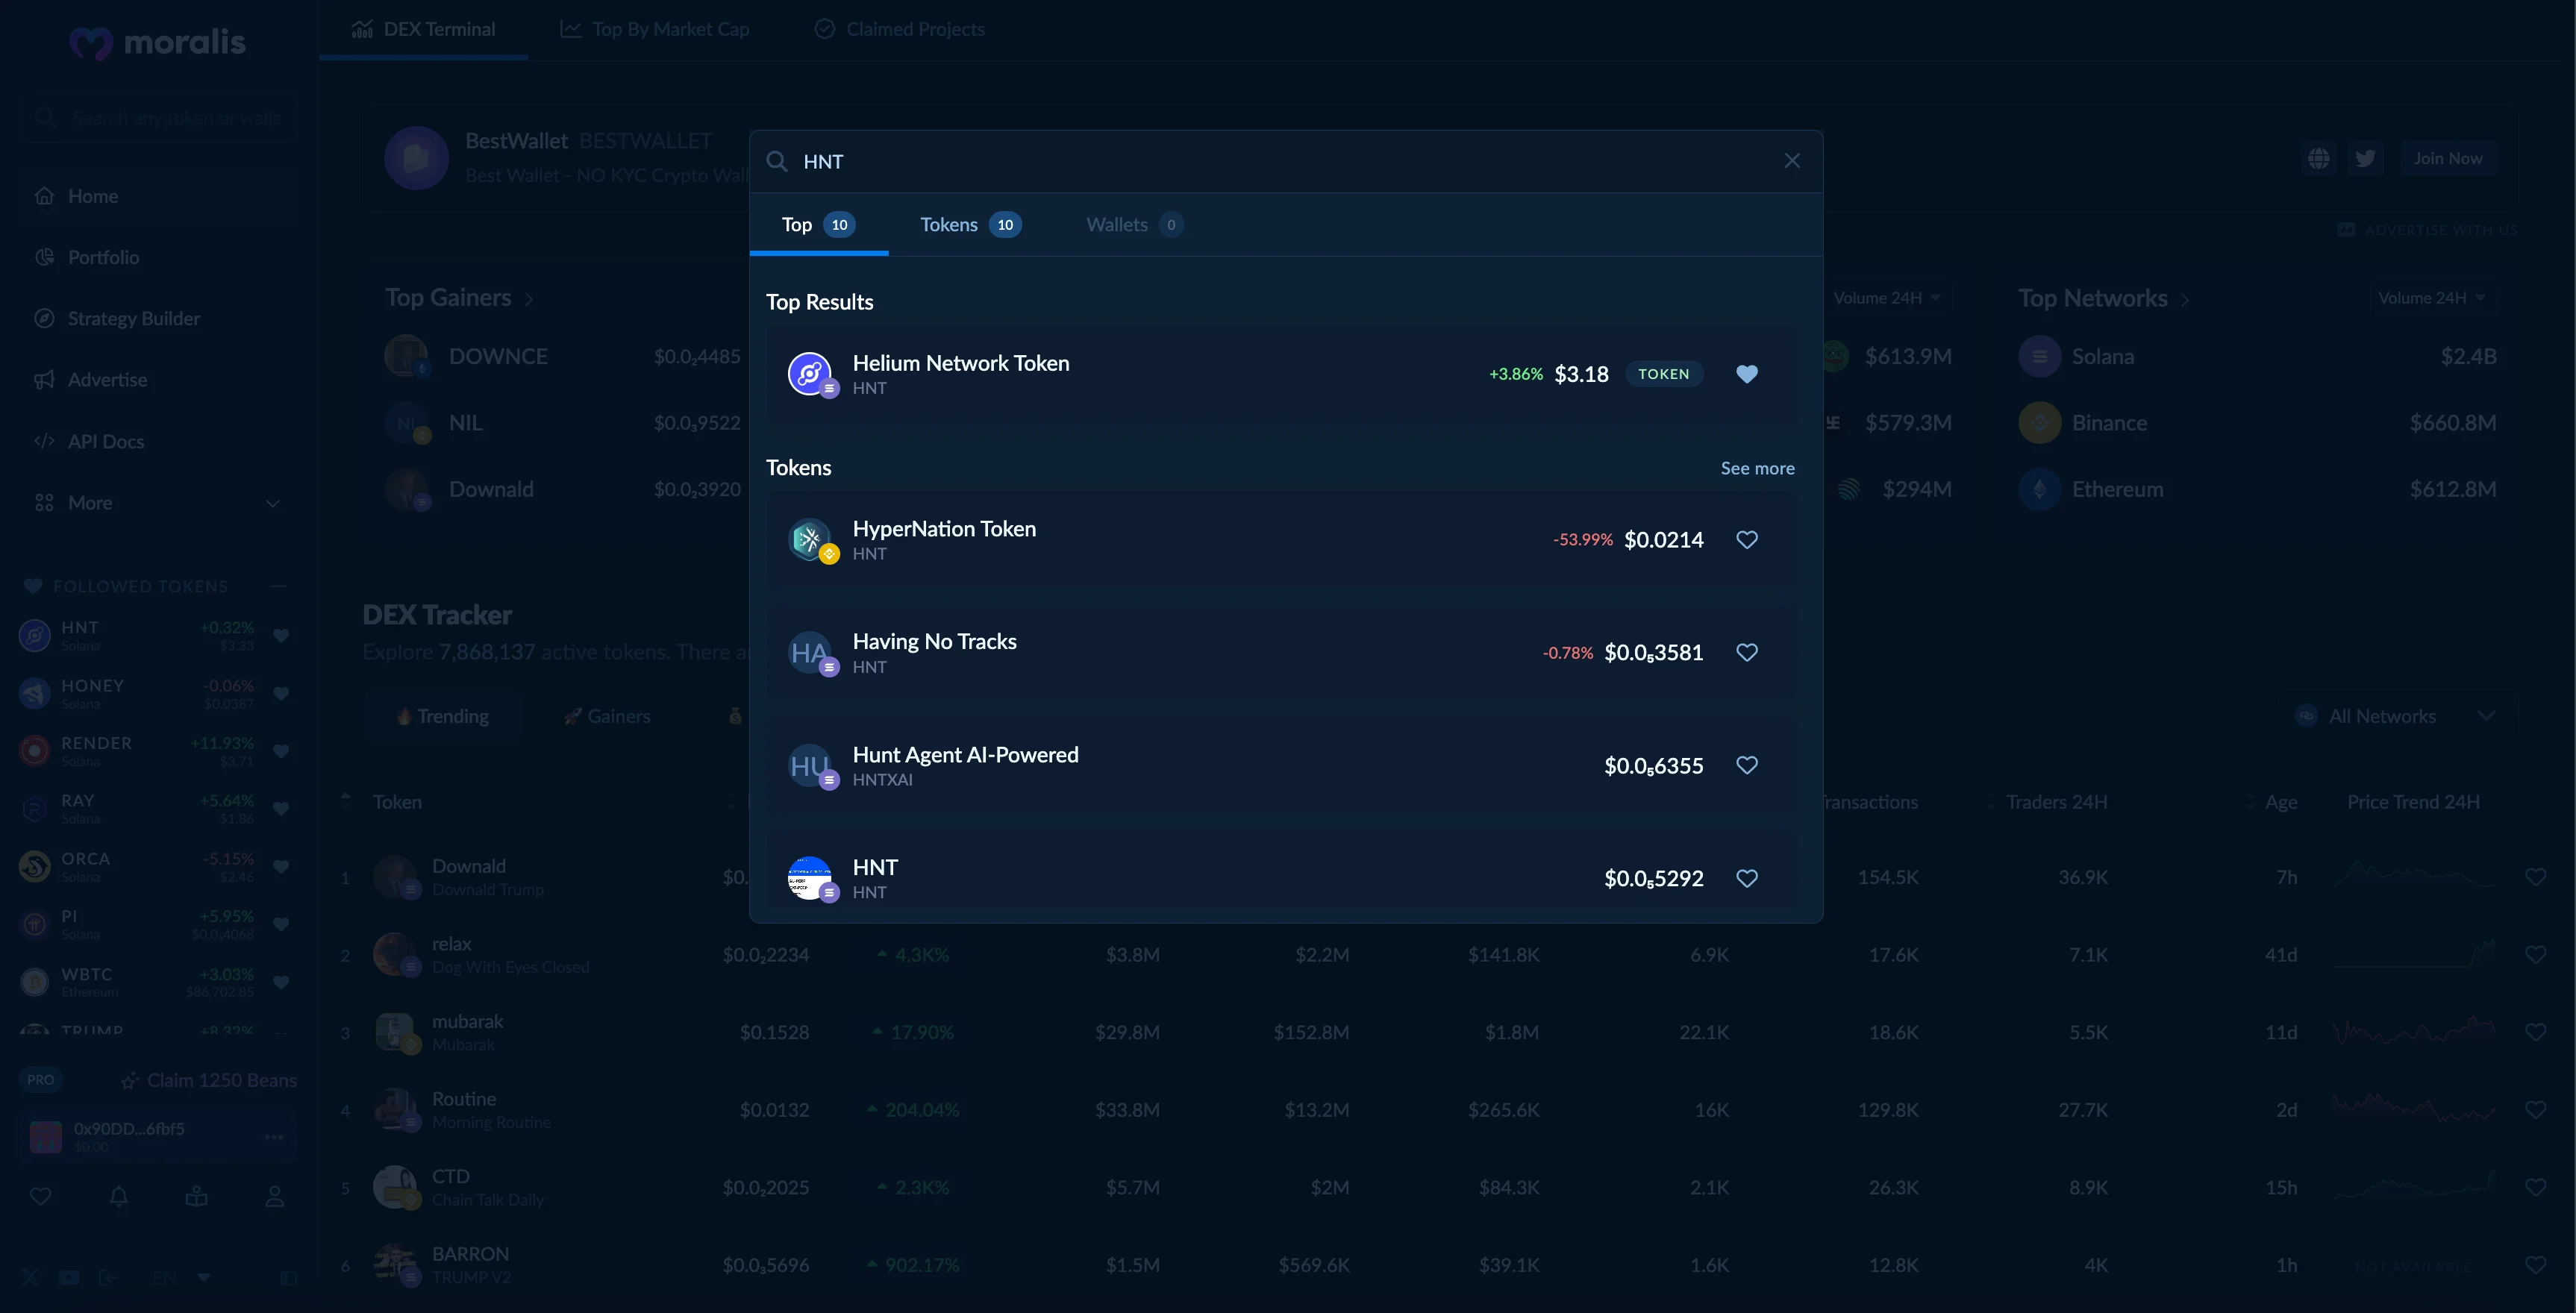 moralis
Search any token or walle
Home
Portfolio
Strategy Builder
Advertise
API Docs
More
FOLLOWED TOKENS
HNT +0.32%
Solana $3.33
HONEY -0.06%
Solana $0.0387
RENDER +11.93%
Solana $3.71
RAY +5.64%
Solana $1.86
ORCA -5.15%
Solana $2.46
PI +5.95%
Solana $0.0₄4068
WBTC +3.03%
Ethereum $86,702.85
TRUMP +8.32%
PRO Claim 1250 Beans
0x90DD...6fbf5
$0.00
EN
DEX Terminal Top By Market Cap Claimed Projects
BestWallet BESTWALLET
Best Wallet - NO KYC Crypto Wall
Join Now
ADVERTISE WITH US
Top Gainers
DOWNCE $0.0₂4485
NIL $0.0₃9522
Downald $0.0₂3920
HNT
Top 10 Tokens 10 Wallets 0
Top Results
Helium Network Token
HNT
+3.86% $3.18 TOKEN
Tokens See more
HyperNation Token
HNT
-53.99% $0.0214
HA
Having No Tracks
HNT
-0.78% $0.0₅3581
HU
Hunt Agent AI-Powered
HNTXAI
$0.0₅6355
HNT
HNT
$0.0₅5292
Volume 24H
$613.9M
$579.3M
$294M
Top Networks Volume 24H
Solana $2.4B
Binance $660.8M
Ethereum $612.8M
DEX Tracker
Explore 7,868,137 active tokens. There a
Trending Gainers
All Networks
Token ransactions Traders 24H Age Price Trend 24H
1 Downald $0. 154.5K 36.9K 7h
Downald Trump
2 relax $0.0₂2234 4.3K% $3.8M $2.2M $141.8K 6.9K 17.6K 7.1K 41d
Dog With Eyes Closed
3 mubarak $0.1528 17.90% $29.8M $152.8M $1.8M 22.1K 18.6K 5.5K 11d
Mubarak
4 Routine $0.0132 204.04% $33.8M $13.2M $265.6K 16K 129.8K 27.7K 2d
Morning Routine
5 CTD $0.0₂2025 2.3K% $5.7M $2M $84.3K 2.1K 26.3K 8.9K 15h
Chain Talk Daily
6 BARRON $0.0₃5696 902.17% $1.5M $569.6K $39.1K 1.6K 12.8K 4K 1h NOT AVAILABLE
TRUMP V2